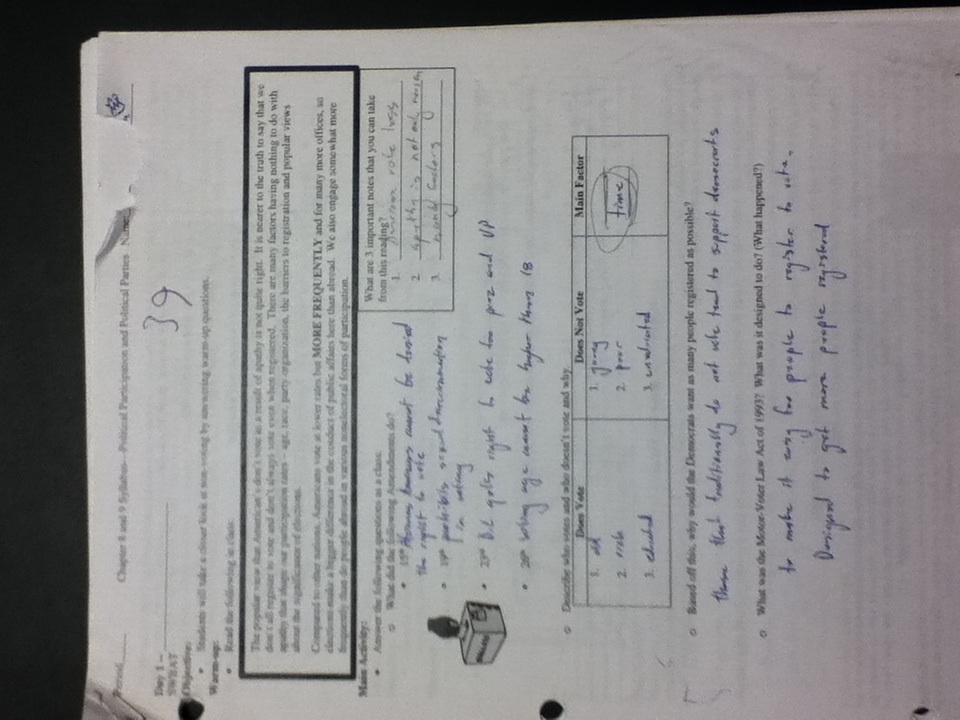 Period____ Chapter 8 and 9 Syllabus—Political Participation and Political Parties Name:
39
Day 1 –
SWBAT
Objective:
• Students will take a closer look at non-voting by answering warm-up questions.
Warm-up:
• Read the following in class:
The popular view that American's don't vote as a result of apathy is not quite right. It is nearer to the truth to say that we
don't all register to vote and don't always vote even when registered. There are many factors having nothing to do with
apathy that shape our participation rates – age, race, party organization, the barriers to registration and popular views
about the significance of elections.
Compared to other nations, Americans vote at lower rates but MORE FREQUENTLY and for many more offices, so
elections make a bigger difference in the conduct of public affairs here than abroad. We also engage somewhat more
frequently than do people abroad in various nonelectoral forms of participation.
Main Activity:
• Answer the following questions as a class.
What are 3 important notes that you can take
from this reading?
1. American vote less
2. apathy is not only reason
3. many factors
o What did the following Amendments do?
• 15th cannot be denied
the right to vote
• 19th prohibits sexual discrimination
in voting
• 23rd D.C gets right to vote for prez and VP
• 26th voting age cannot be higher than 18
BALLOTS
o Describe who votes and who doesn't vote and why.
Does Vote Does Not Vote Main Factor
1. old 1. young
2. rich 2. poor Time
3. educated 3. uneducated
o Based off this, why would the Democrats want as many people registered as possible?
those that traditionally do not vote tend to support democrats
o What was the Motor-Voter Law Act of 1993? What was it designed to do? (What happened?)
to make it easy for people to register to vote.
Designed to get more people registered